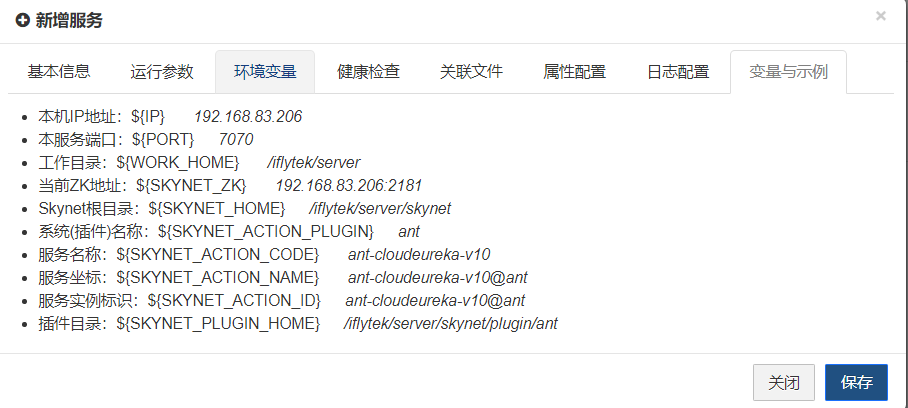 新增服务
×
基本信息 运行参数 环境变量 健康检查 关联文件 属性配置 日志配置 变量与示例
本机IP地址：${IP} 192.168.83.206
本服务端口：${PORT} 7070
工作目录：${WORK_HOME} /iflytek/server
当前ZK地址：${SKYNET_ZK} 192.168.83.206:2181
Skynet根目录：${SKYNET_HOME} /iflytek/server/skynet
系统(插件)名称：${SKYNET_ACTION_PLUGIN} ant
服务名称：${SKYNET_ACTION_CODE} ant-cloudeureka-v10
服务坐标：${SKYNET_ACTION_NAME} ant-cloudeureka-v10@ant
服务实例标识：${SKYNET_ACTION_ID} ant-cloudeureka-v10@ant
插件目录：${SKYNET_PLUGIN_HOME} /iflytek/server/skynet/plugin/ant
关闭 保存